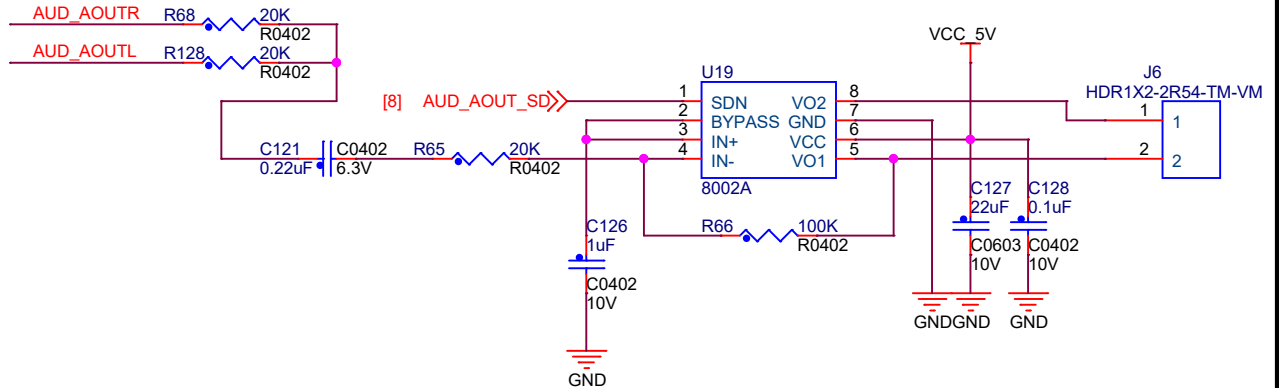 AUD_AOUTR
R68
20K
R0402
AUD_AOUTL
R128
20K
R0402
VCC_5V
U19
J6
HDR1X2-2R54-TM-VM
[8] AUD_AOUT_SD
1
SDN
VO2
8
2
BYPASS
GND
7
3
IN+
VCC
6
4
IN-
VO1
5
8002A
1
1
2
2
C121
0.22uF
C0402
6.3V
R65
20K
R0402
R66
100K
R0402
C126
1uF
C0402
10V
C127
22uF
C0603
10V
C128
0.1uF
C0402
10V
GND
GND
GND
GND